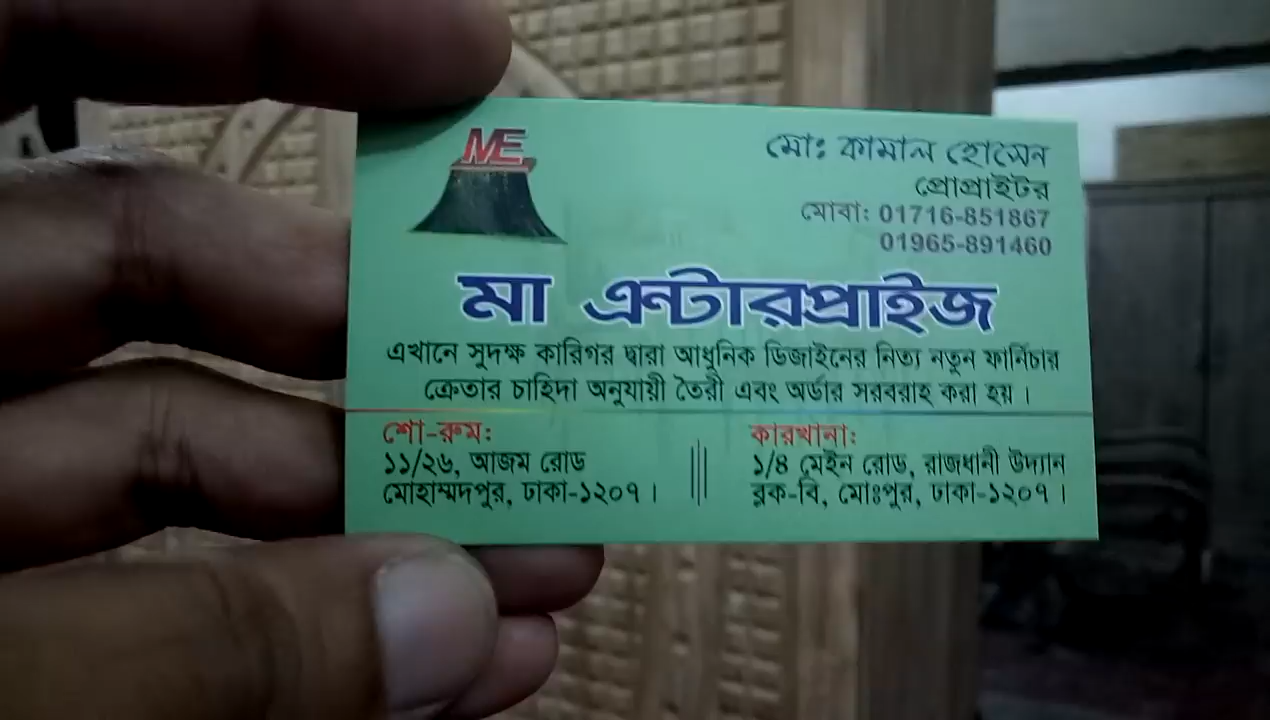 ME
মোঃ কামাল হোসেন
প্রোপ্রাইটর
মোবা: 01716-851867
01965-891460
মা এন্টারপ্রাইজ
এখানে সুদক্ষ কারিগর দ্বারা আধুনিক ডিজাইনের নিত্য নতুন ফার্নিচার
ক্রেতার চাহিদা অনুযায়ী তৈরী এবং অর্ডার সরবরাহ করা হয়।
শো-রুম:
১১/২৬, আজম রোড
মোহাম্মদপুর, ঢাকা-১২০৭।
কারখানা:
১/৪ মেইন রোড, রাজধানী উদ্যান
ব্লক-বি, মোঃপুর, ঢাকা-১২০৭।